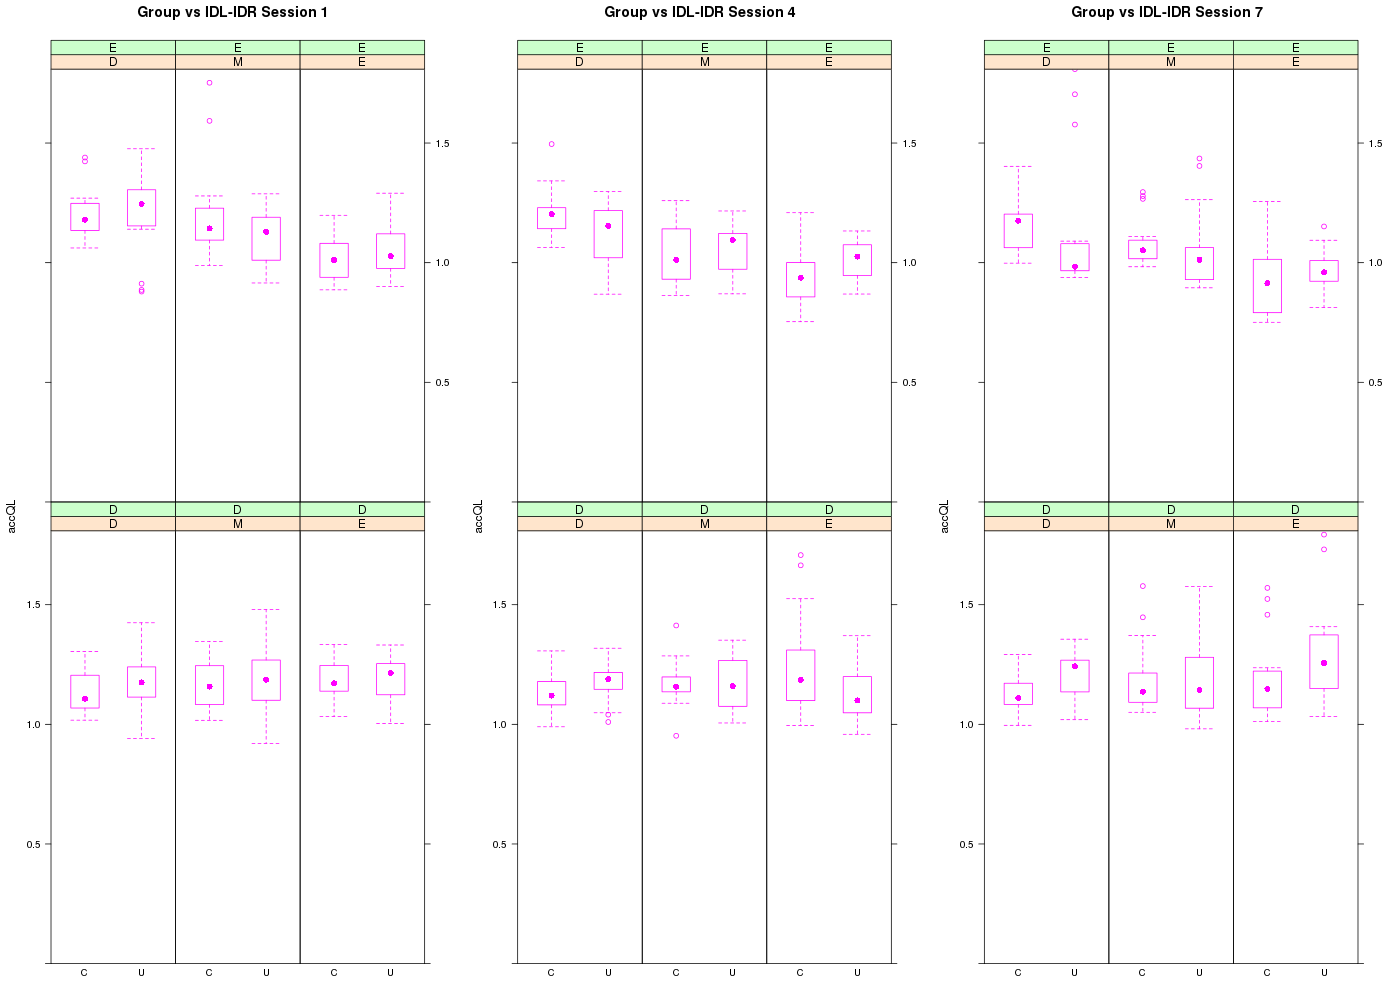 Group vs IDL-IDR Session 1 Group vs IDL-IDR Session 4 Group vs IDL-IDR Session 7
E E E E E E E E E
D M E D M E D M E
1.5 1.5 1.5
1.0 1.0 1.0
0.5 0.5 0.5
accQL accQL accQL
D D D D D D D D D
D M E D M E D M E
1.5 1.5 1.5
1.0 1.0 1.0
0.5 0.5 0.5
C U C U C U C U C U C U C U C U C U